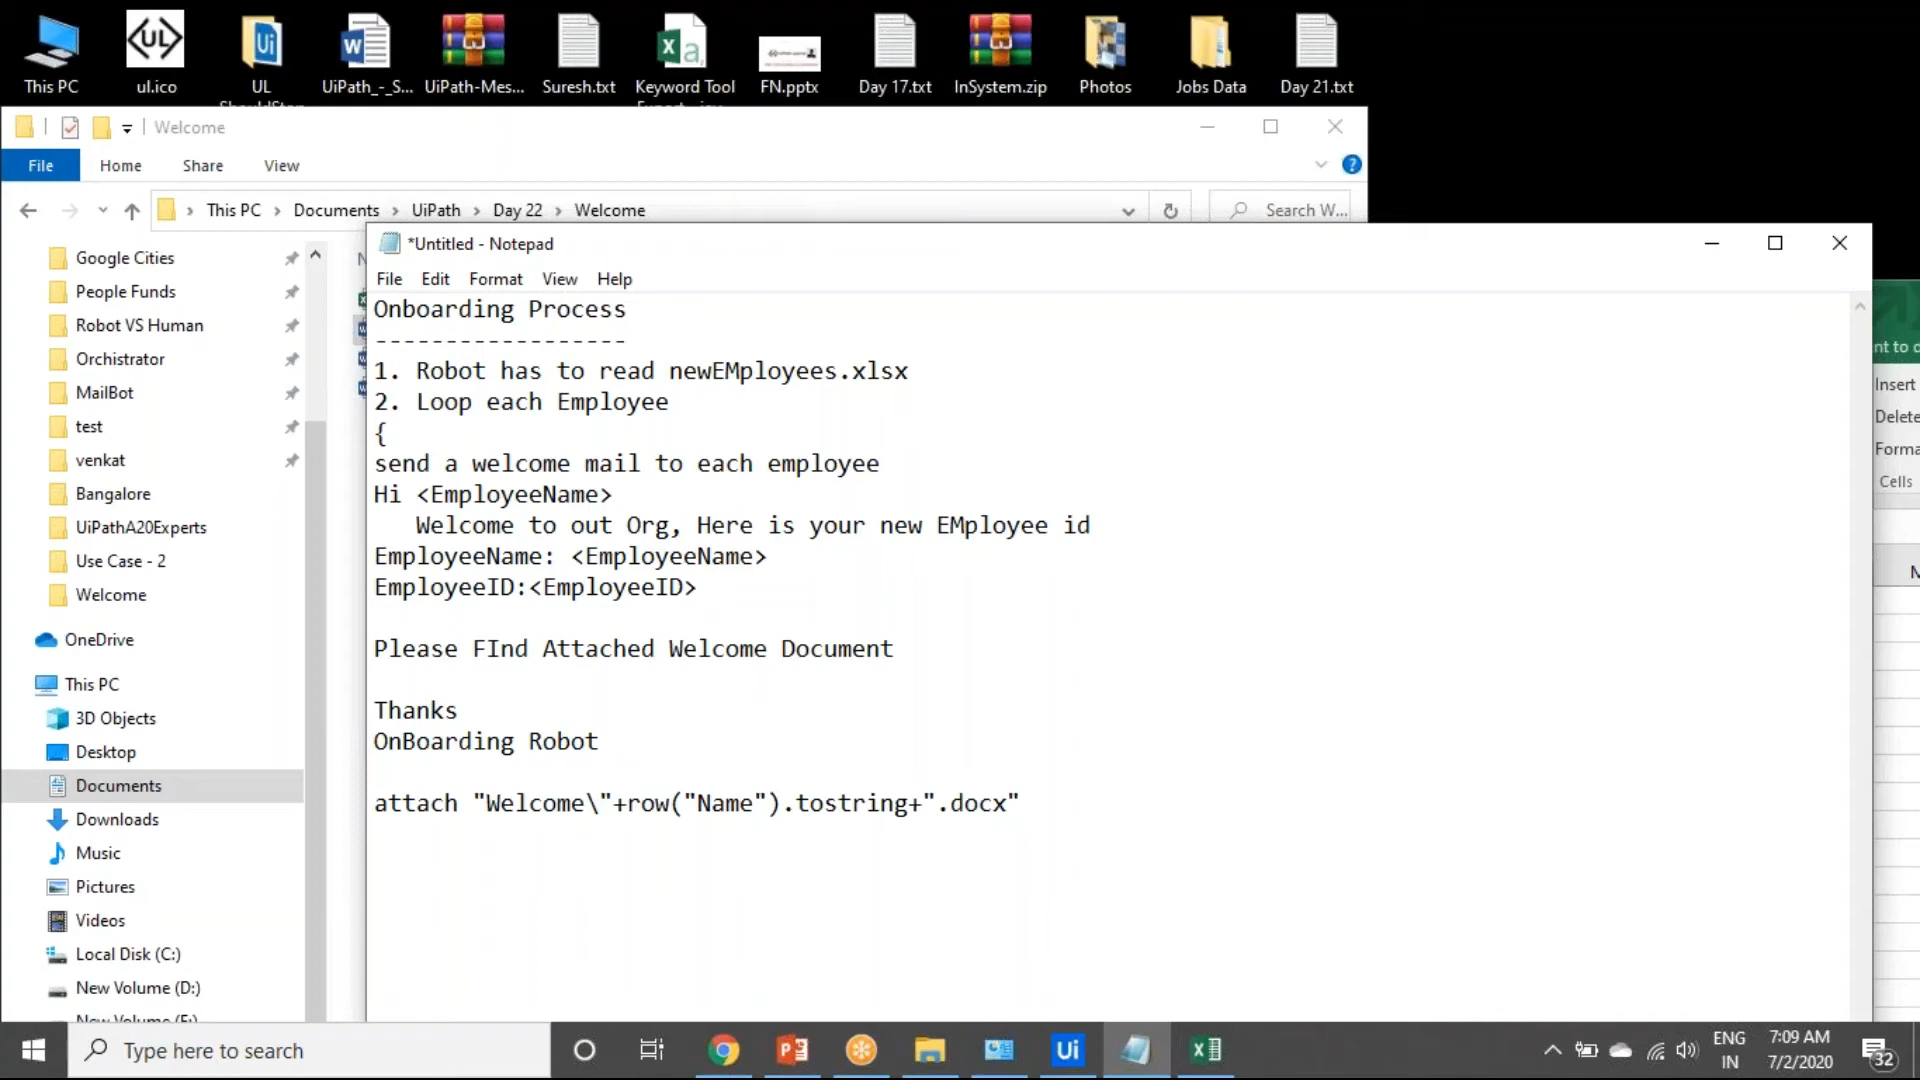 This PC
ul.ico
UL
UiPath_-_S...
UiPath-Mes...
Suresh.txt
Keyword Tool
FN.pptx
Day 17.txt
InSystem.zip
Photos
Jobs Data
Day 21.txt
Welcome
File
Home
Share
View
This PC > Documents > UiPath > Day 22 > Welcome
Search W...
Google Cities
People Funds
Robot VS Human
Orchistrator
MailBot
test
venkat
Bangalore
UiPathA20Experts
Use Case - 2
Welcome
OneDrive
This PC
3D Objects
Desktop
Documents
Downloads
Music
Pictures
Videos
Local Disk (C:)
New Volume (D:)
*Untitled - Notepad
File Edit Format View Help
Onboarding Process
------------------
1. Robot has to read newEMployees.xlsx
2. Loop each Employee
{
send a welcome mail to each employee
Hi <EmployeeName>
Welcome to out Org, Here is your new EMployee id
EmployeeName: <EmployeeName>
EmployeeID:<EmployeeID>
Please FInd Attached Welcome Document
Thanks
OnBoarding Robot
attach "Welcome\"+row("Name").tostring+".docx"
nt to
Insert
Delete
Cells
Type here to search
ENG
IN
7:09 AM
7/2/2020
32